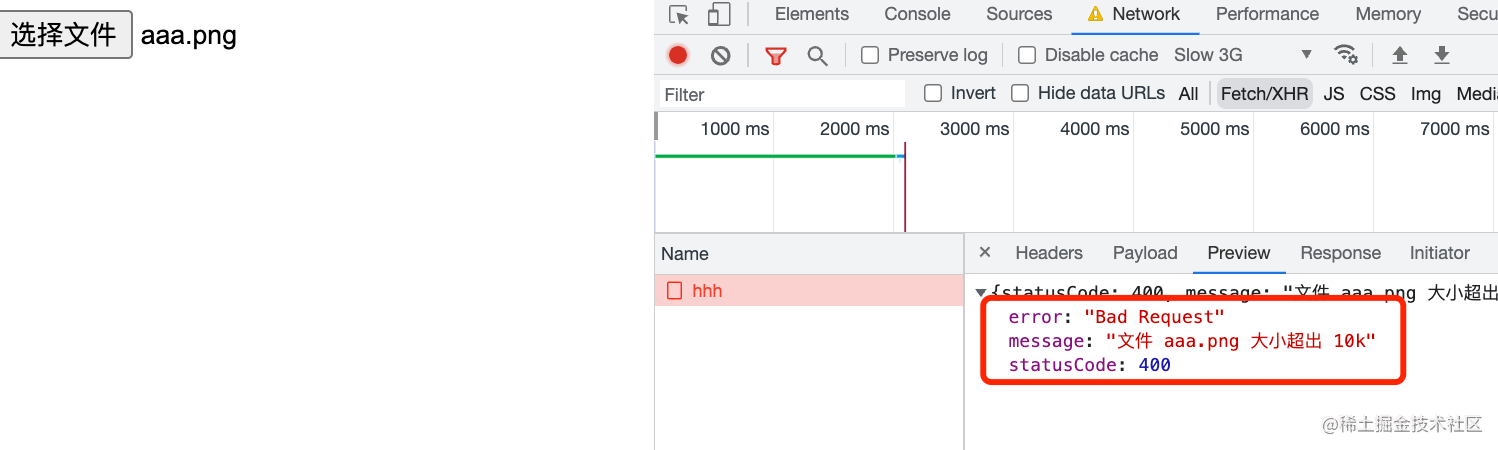 选择文件 aaa.png
Elements Console Sources Network Performance Memory Secu
Preserve log Disable cache Slow 3G
Filter Invert Hide data URLs All Fetch/XHR JS CSS Img Media
1000 ms 2000 ms 3000 ms 4000 ms 5000 ms 6000 ms 7000 ms
Name Headers Payload Preview Response Initiator
hhh {statusCode: 400, message: "文件 aaa.png 大小超出
error: "Bad Request"
message: "文件 aaa.png 大小超出 10k"
statusCode: 400
@稀土掘金技术社区